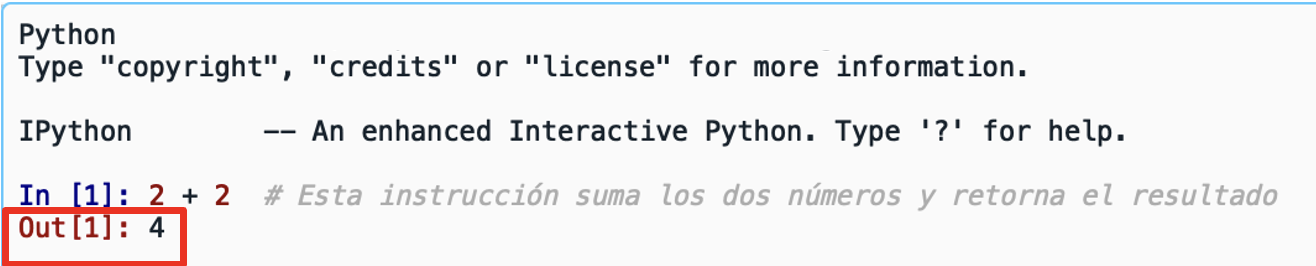 Python
Type "copyright", "credits" or "license" for more information.
IPython -- An enhanced Interactive Python. Type '?' for help.
In [1]: 2 + 2 # Esta instrucción suma los dos números y retorna el resultado
Out[1]: 4